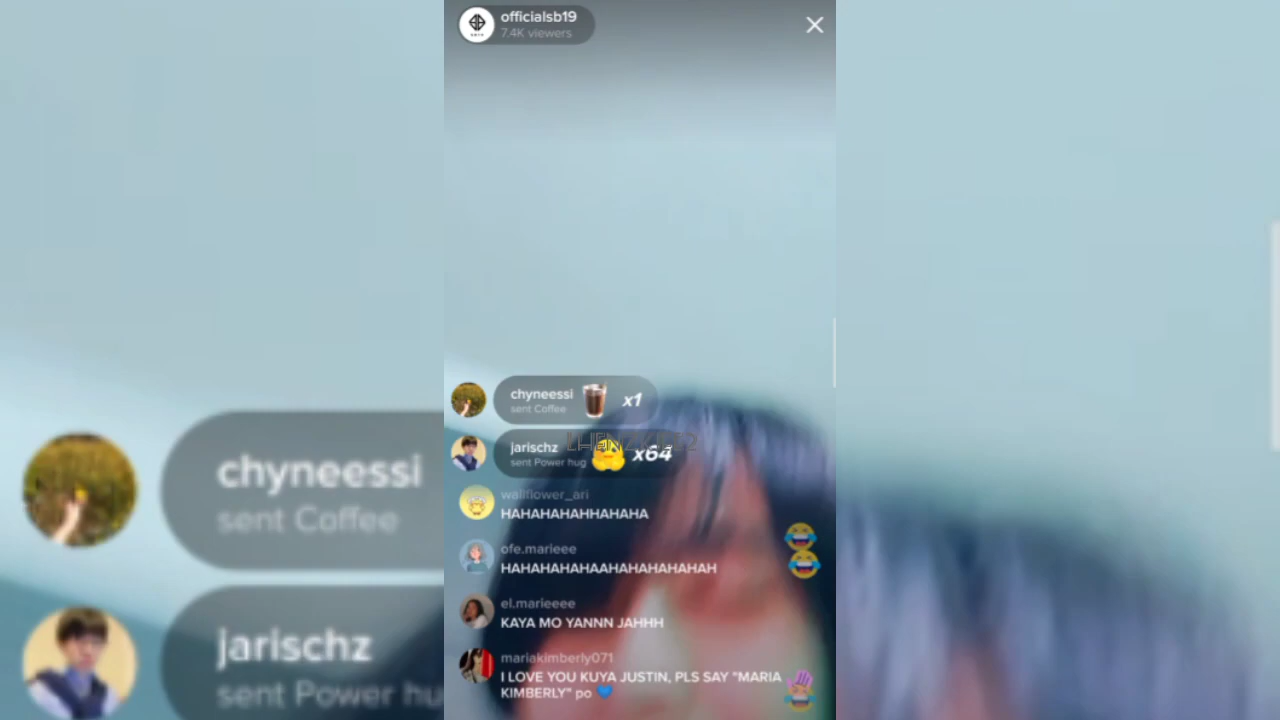 officialsb19
7.4K viewers
chyneessi
sent Coffee
x1
jarischz
sent Power hug
x64
wallflower_ari
HAHAHAHAHHAHAHA
ofe.marieee
HAHAHAHAHAAHAHAHAHAHAH
el.marieeee
KAYA MO YANNN JAHHH
mariakimberly071
I LOVE YOU KUYA JUSTIN, PLS SAY "MARIA
KIMBERLY" po 💙
chyneessi
sent Coffee
jarischz
sent Power hu